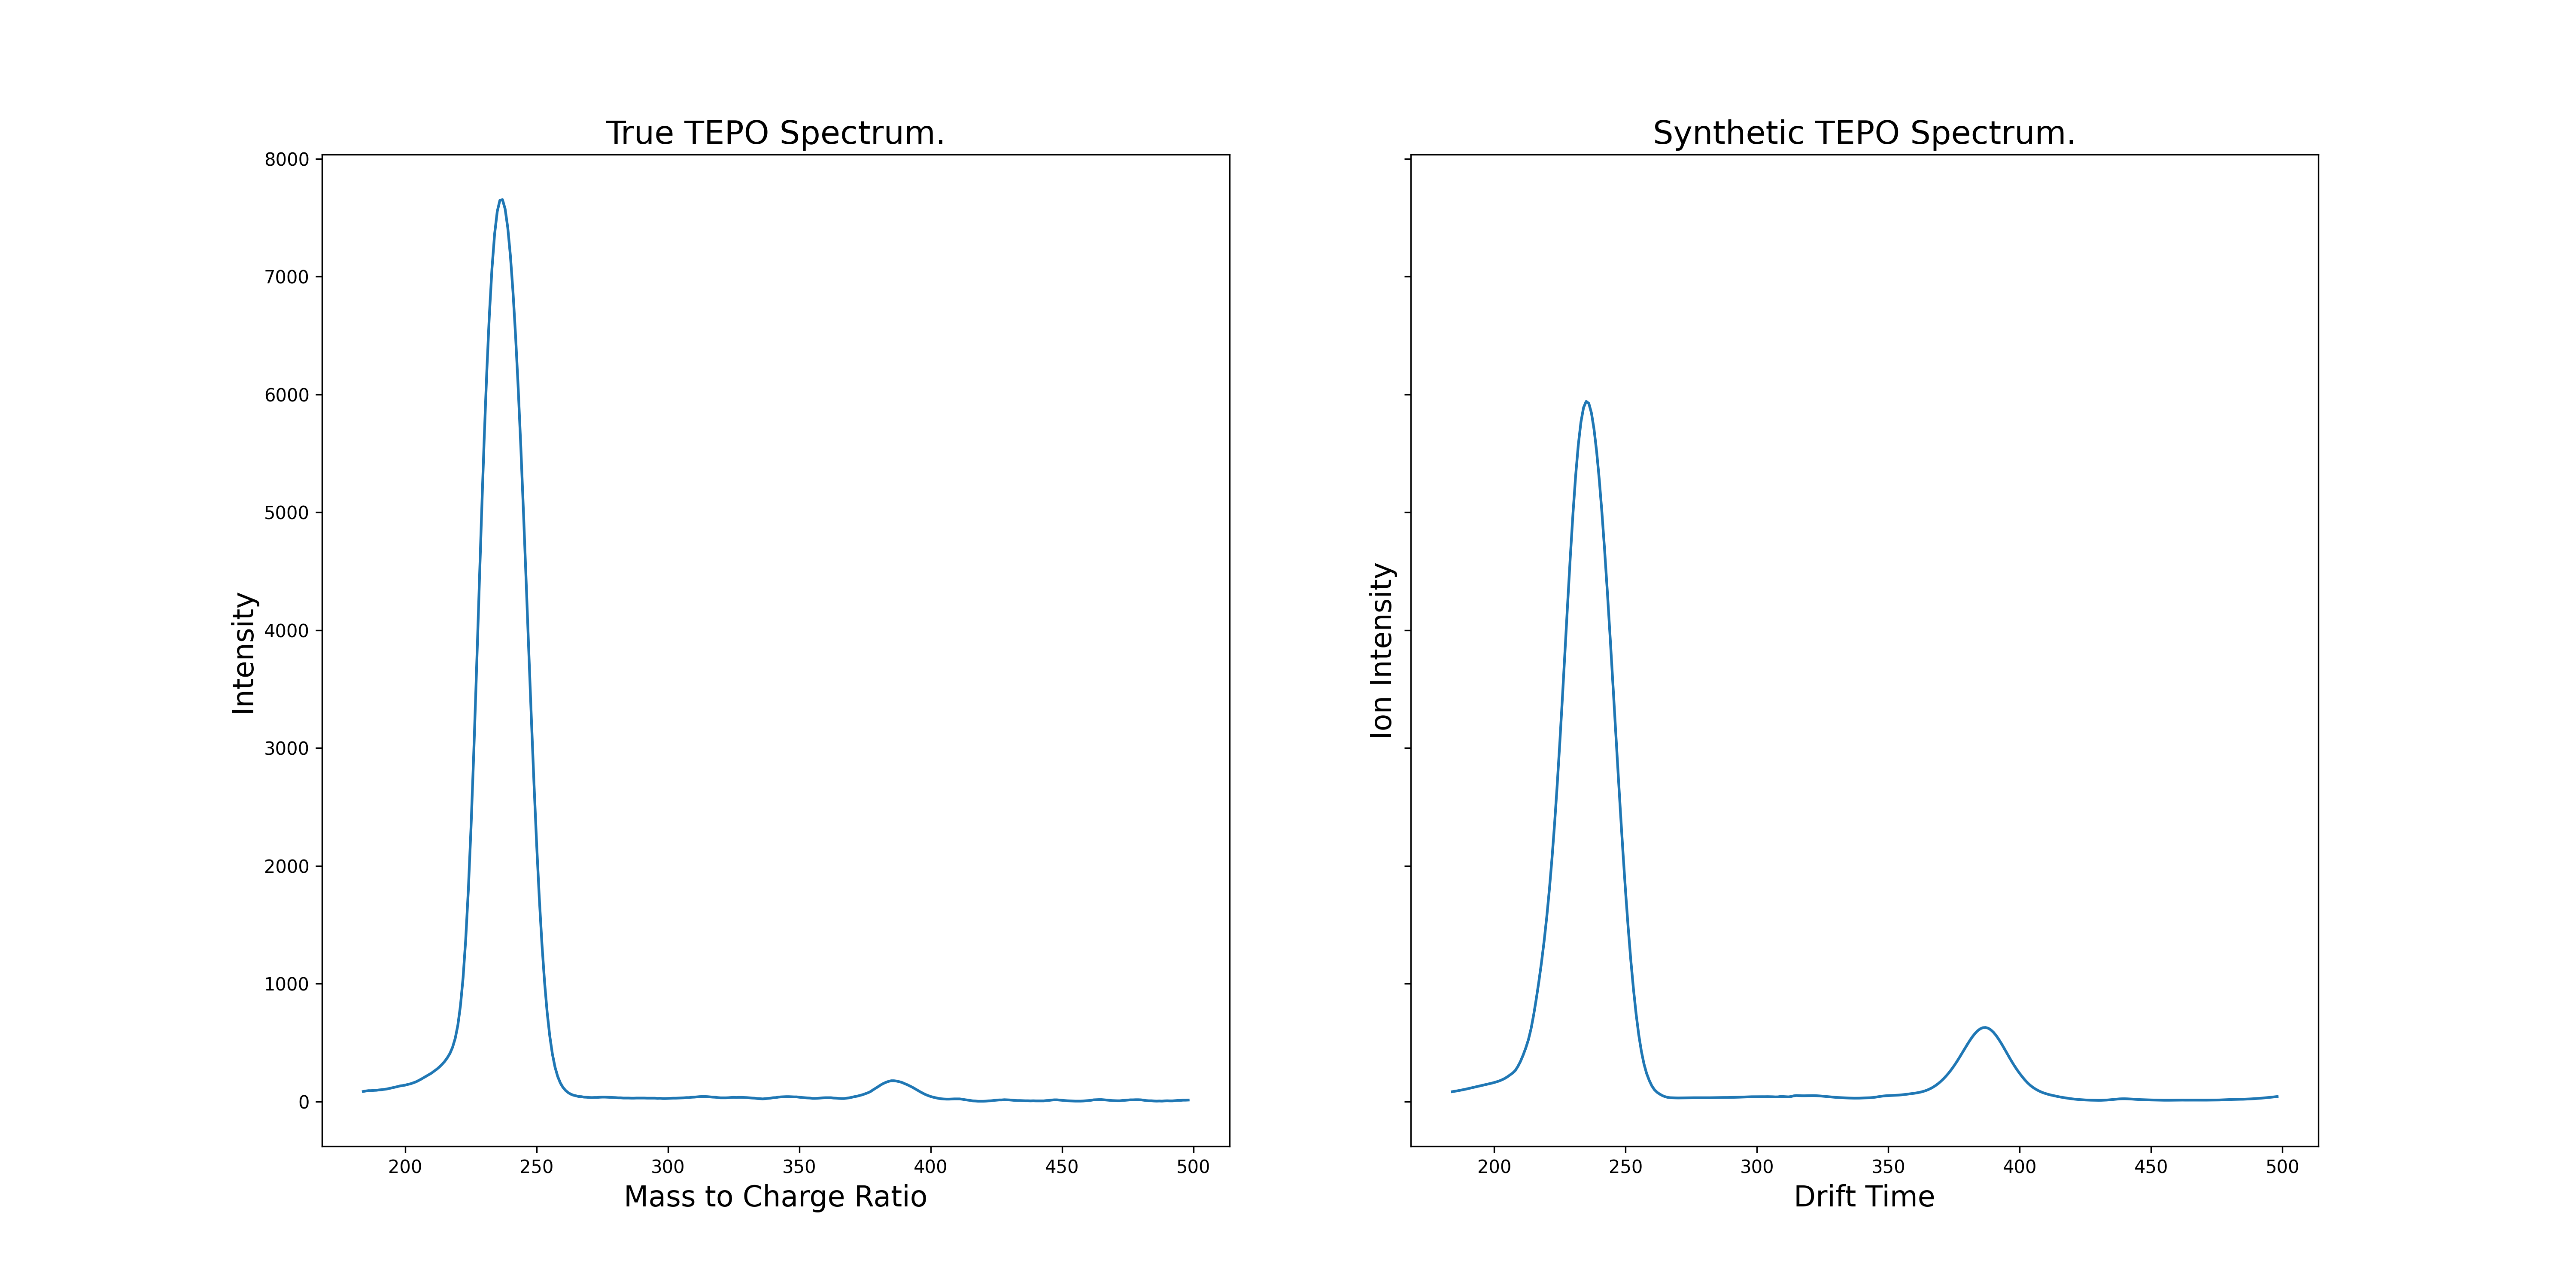 True TEPO Spectrum.
8000
7000
6000
5000
4000
3000
2000
1000
0
Intensity
200 250 300 350 400 450 500
Mass to Charge Ratio
Synthetic TEPO Spectrum.
Ion Intensity
200 250 300 350 400 450 500
Drift Time